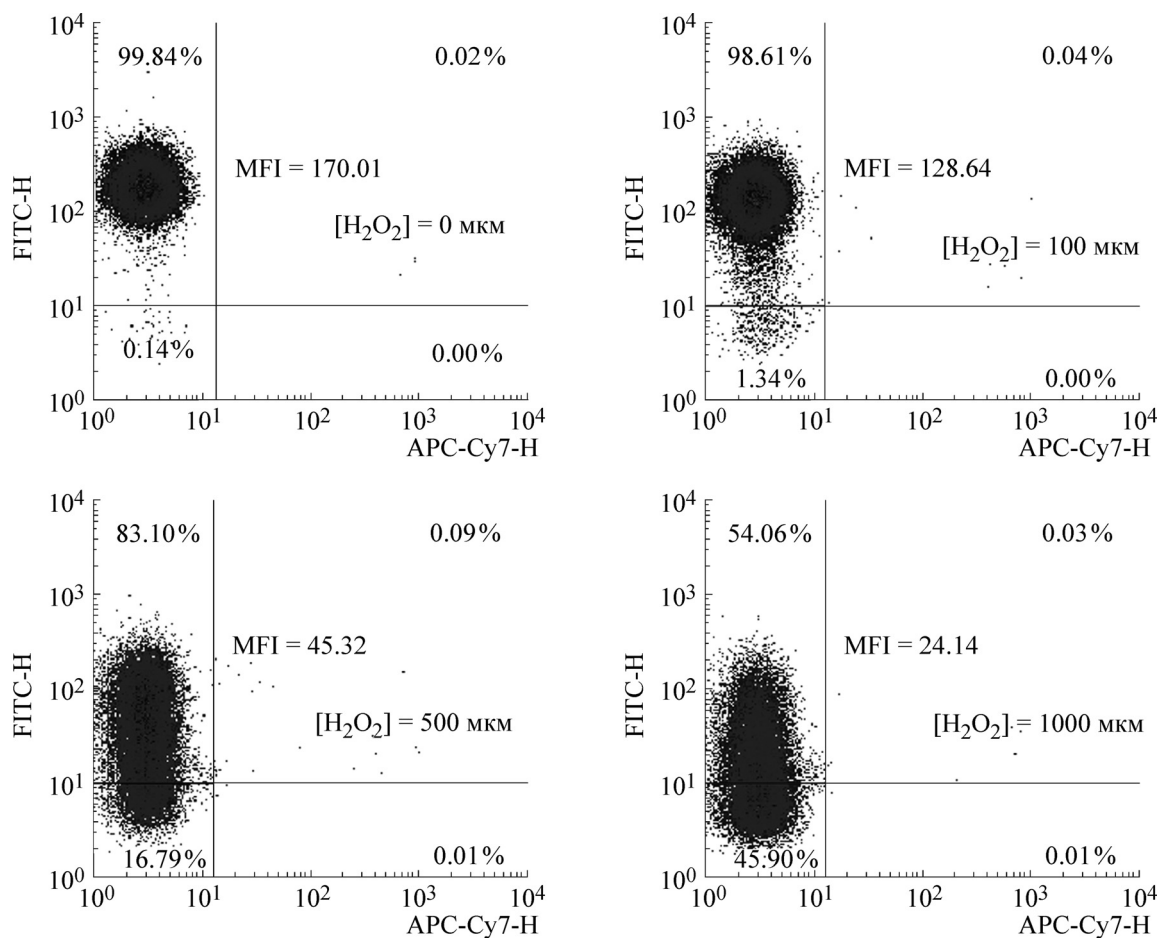 10⁴
99.84%
0.02%
10³
MFI = 170.01
FITC-H
10²
[H₂O₂] = 0 мкм
10¹
0.14%
0.00%
10⁰
10⁰ 10¹ 10² 10³ 10⁴
APC-Cy7-H
10⁴
98.61%
0.04%
10³
MFI = 128.64
FITC-H
10²
[H₂O₂] = 100 мкм
10¹
1.34%
0.00%
10⁰
10⁰ 10¹ 10² 10³ 10⁴
APC-Cy7-H
10⁴
83.10%
0.09%
10³
MFI = 45.32
FITC-H
10²
[H₂O₂] = 500 мкм
10¹
16.79%
0.01%
10⁰
10⁰ 10¹ 10² 10³ 10⁴
APC-Cy7-H
10⁴
54.06%
0.03%
10³
MFI = 24.14
FITC-H
10²
[H₂O₂] = 1000 мкм
10¹
45.90%
0.01%
10⁰
10⁰ 10¹ 10² 10³ 10⁴
APC-Cy7-H